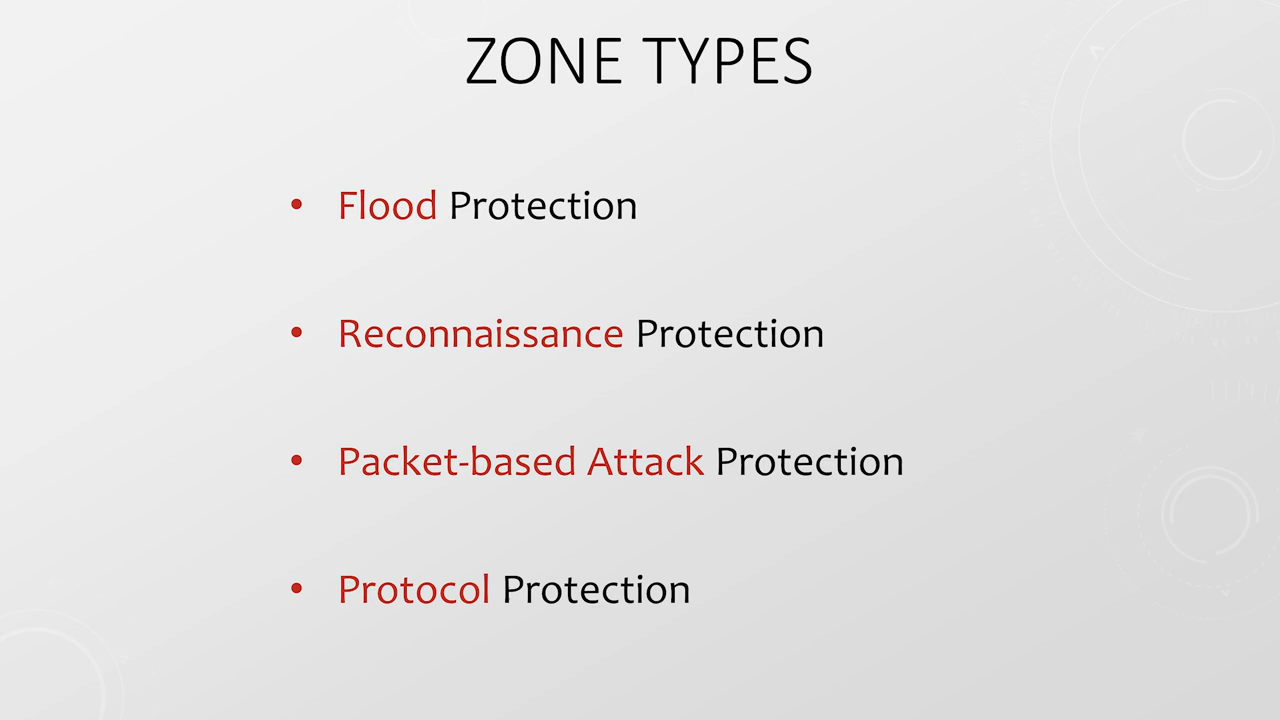 ZONE TYPES
• Flood Protection
• Reconnaissance Protection
• Packet-based Attack Protection
• Protocol Protection